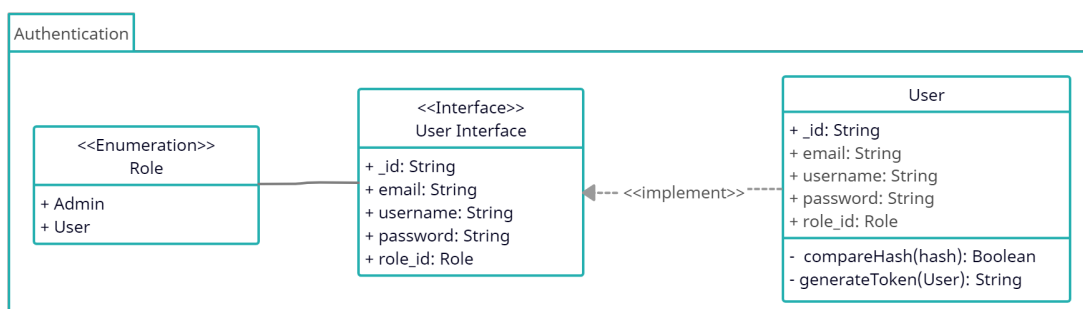 Authentication
<<Enumeration>>
Role
+ Admin
+ User
<<Interface>>
User Interface
+ _id: String
+ email: String
+ username: String
+ password: String
+ role_id: Role
<<implement>>
User
+ _id: String
+ email: String
+ username: String
+ password: String
+ role_id: Role
- compareHash(hash): Boolean
- generateToken(User): String